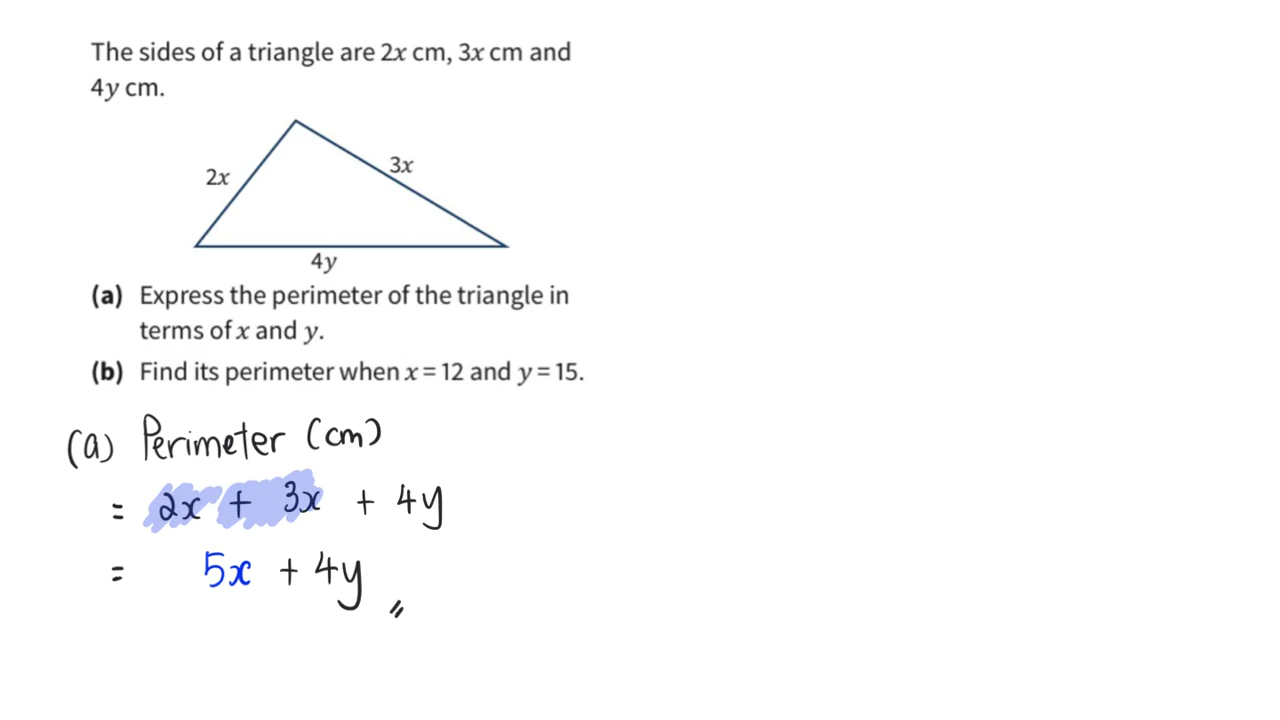 The sides of a triangle are 2x cm, 3x cm and
4y cm.
2x
3x
4y
(a) Express the perimeter of the triangle in
terms of x and y.
(b) Find its perimeter when x = 12 and y = 15.
(a) Perimeter (cm)
= 2x + 3x + 4y
= 5x + 4y